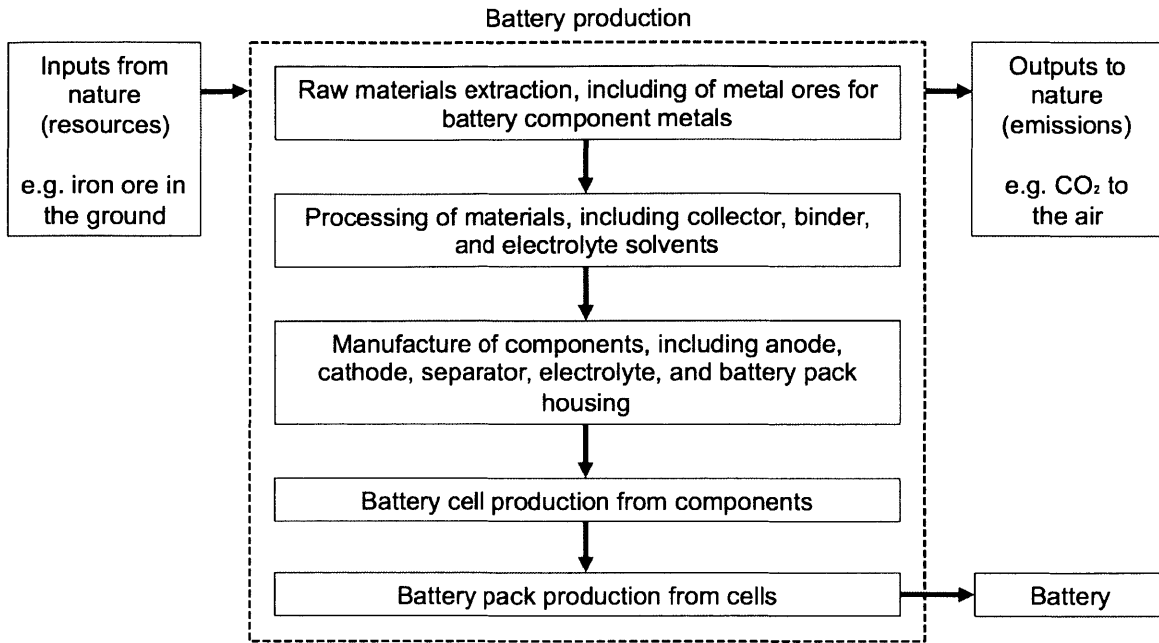 Battery production
Inputs from
nature
(resources)
e.g. iron ore in
the ground
Raw materials extraction, including of metal ores for
battery component metals
Processing of materials, including collector, binder,
and electrolyte solvents
Manufacture of components, including anode,
cathode, separator, electrolyte, and battery pack
housing
Battery cell production from components
Battery pack production from cells
Outputs to
nature
(emissions)
e.g. CO₂ to
the air
Battery